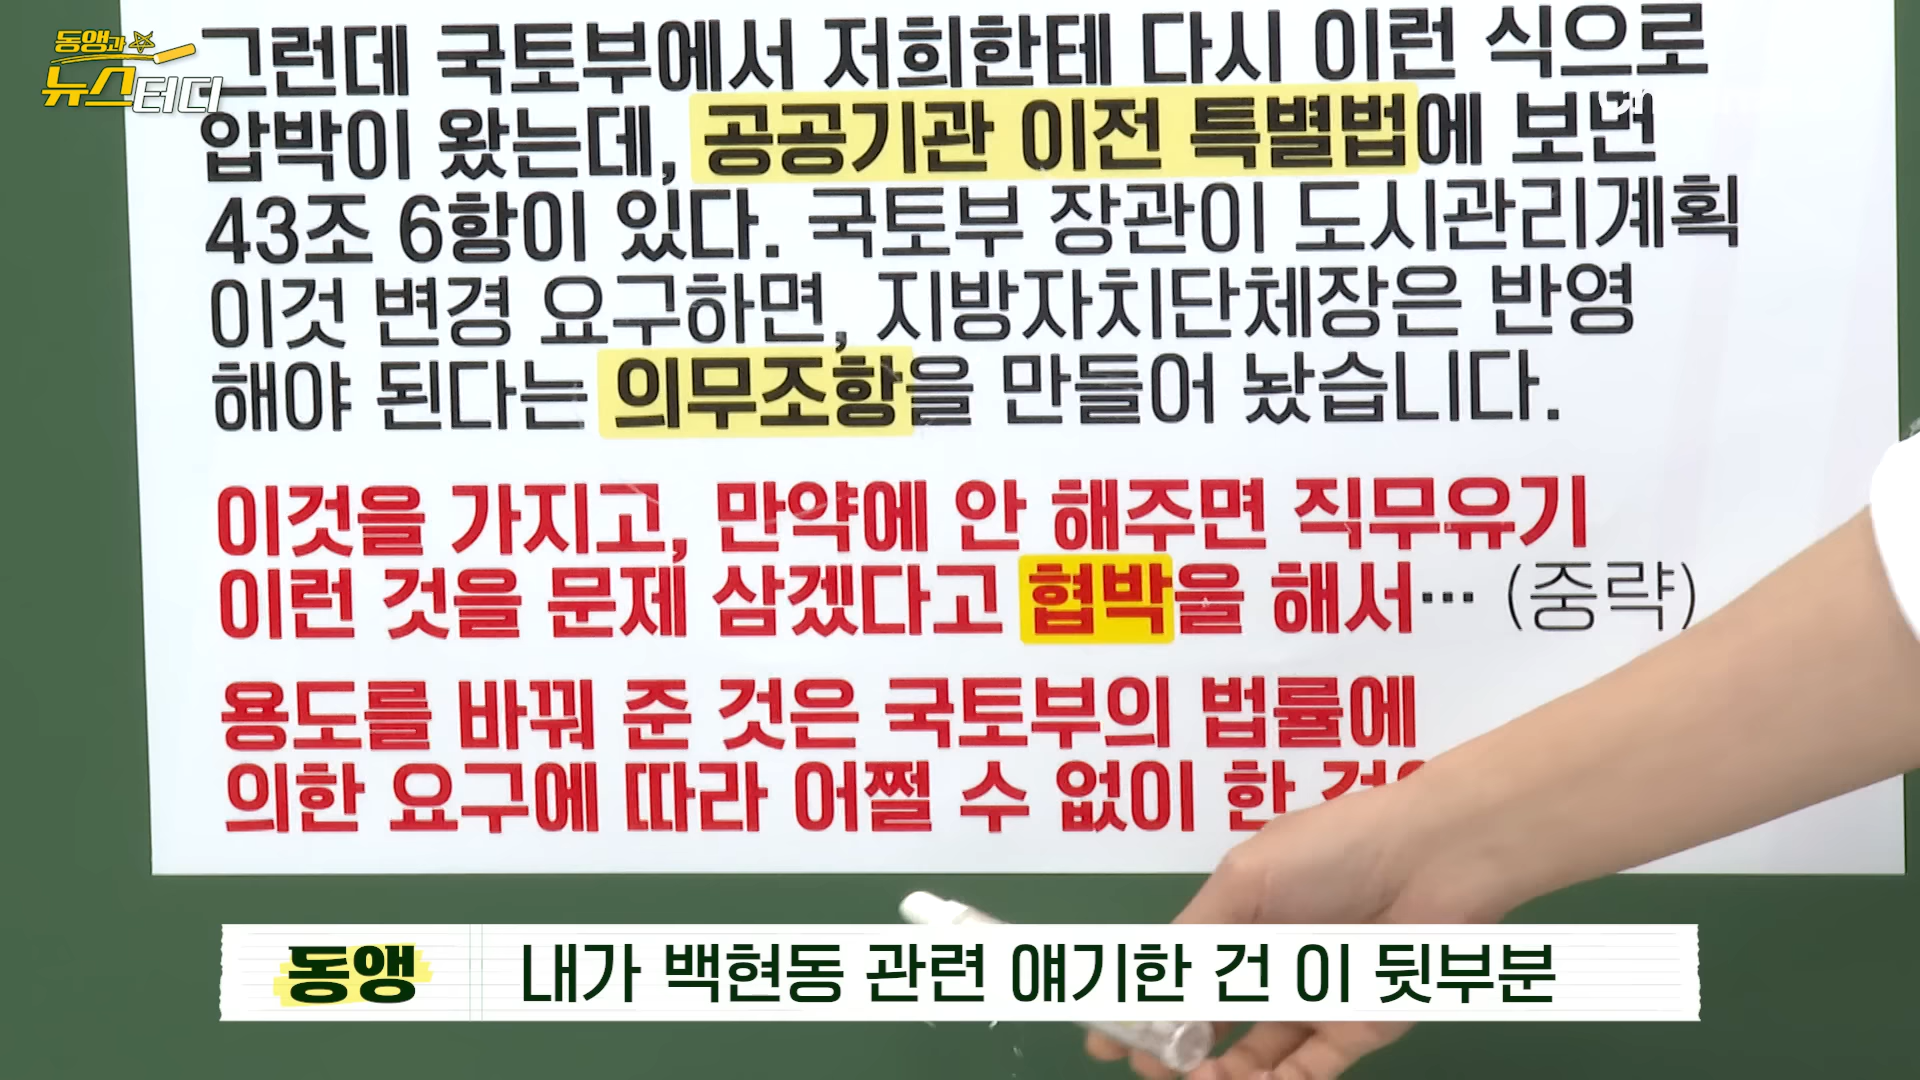 동앵과
뉴스터디
그런데 국토부에서 저희한테 다시 이런 식으로
압박이 왔는데, 공공기관 이전 특별법에 보면
43조 6항이 있다. 국토부 장관이 도시관리계획
이것 변경 요구하면, 지방자치단체장은 반영
해야 된다는 의무조항을 만들어 놨습니다.
이것을 가지고, 만약에 안 해주면 직무유기
이런 것을 문제 삼겠다고 협박을 해서… (중략)
용도를 바꿔 준 것은 국토부의 법률에
의한 요구에 따라 어쩔 수 없이 한
동앵 내가 백현동 관련 얘기한 건 이 뒷부분